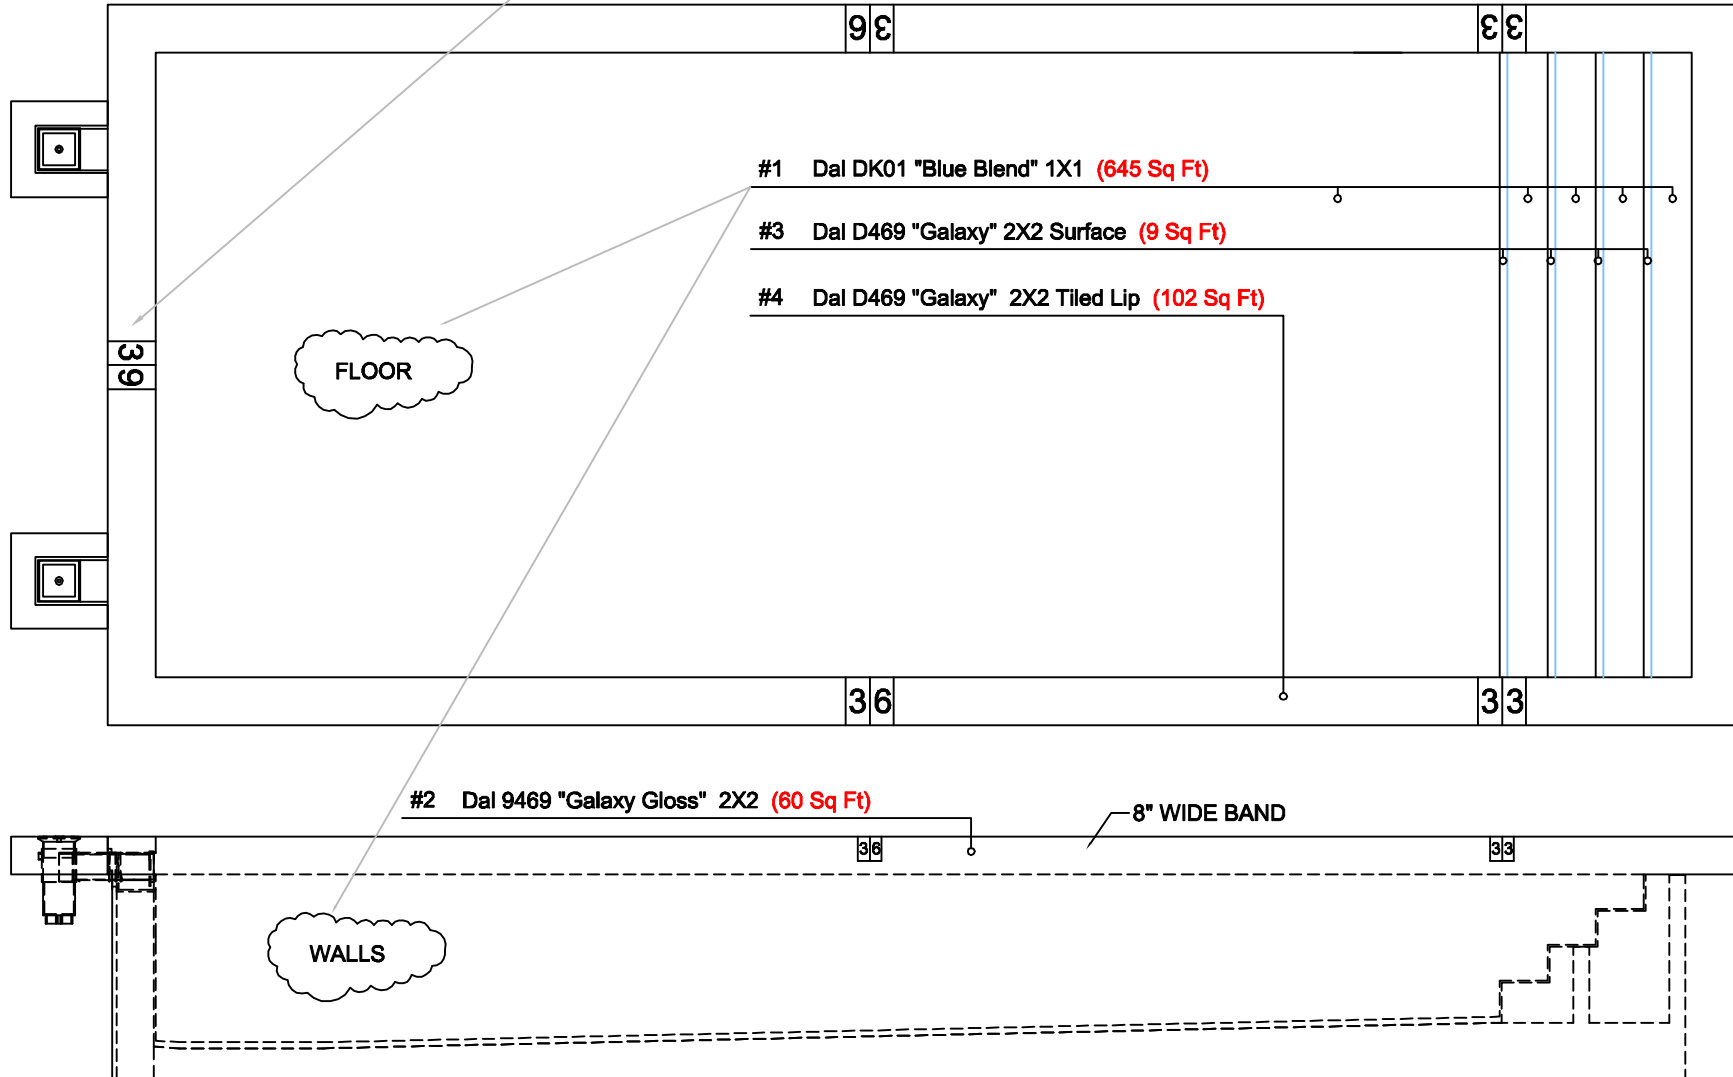 3 6
3 3
#1 Dal DK01 "Blue Blend" 1X1 (645 Sq Ft)
#3 Dal D469 "Galaxy" 2X2 Surface (9 Sq Ft)
#4 Dal D469 "Galaxy" 2X2 Tiled Lip (102 Sq Ft)
3 9
FLOOR
3 6
3 3
#2 Dal 9469 "Galaxy Gloss" 2X2 (60 Sq Ft)
8" WIDE BAND
3 6
3 3
WALLS